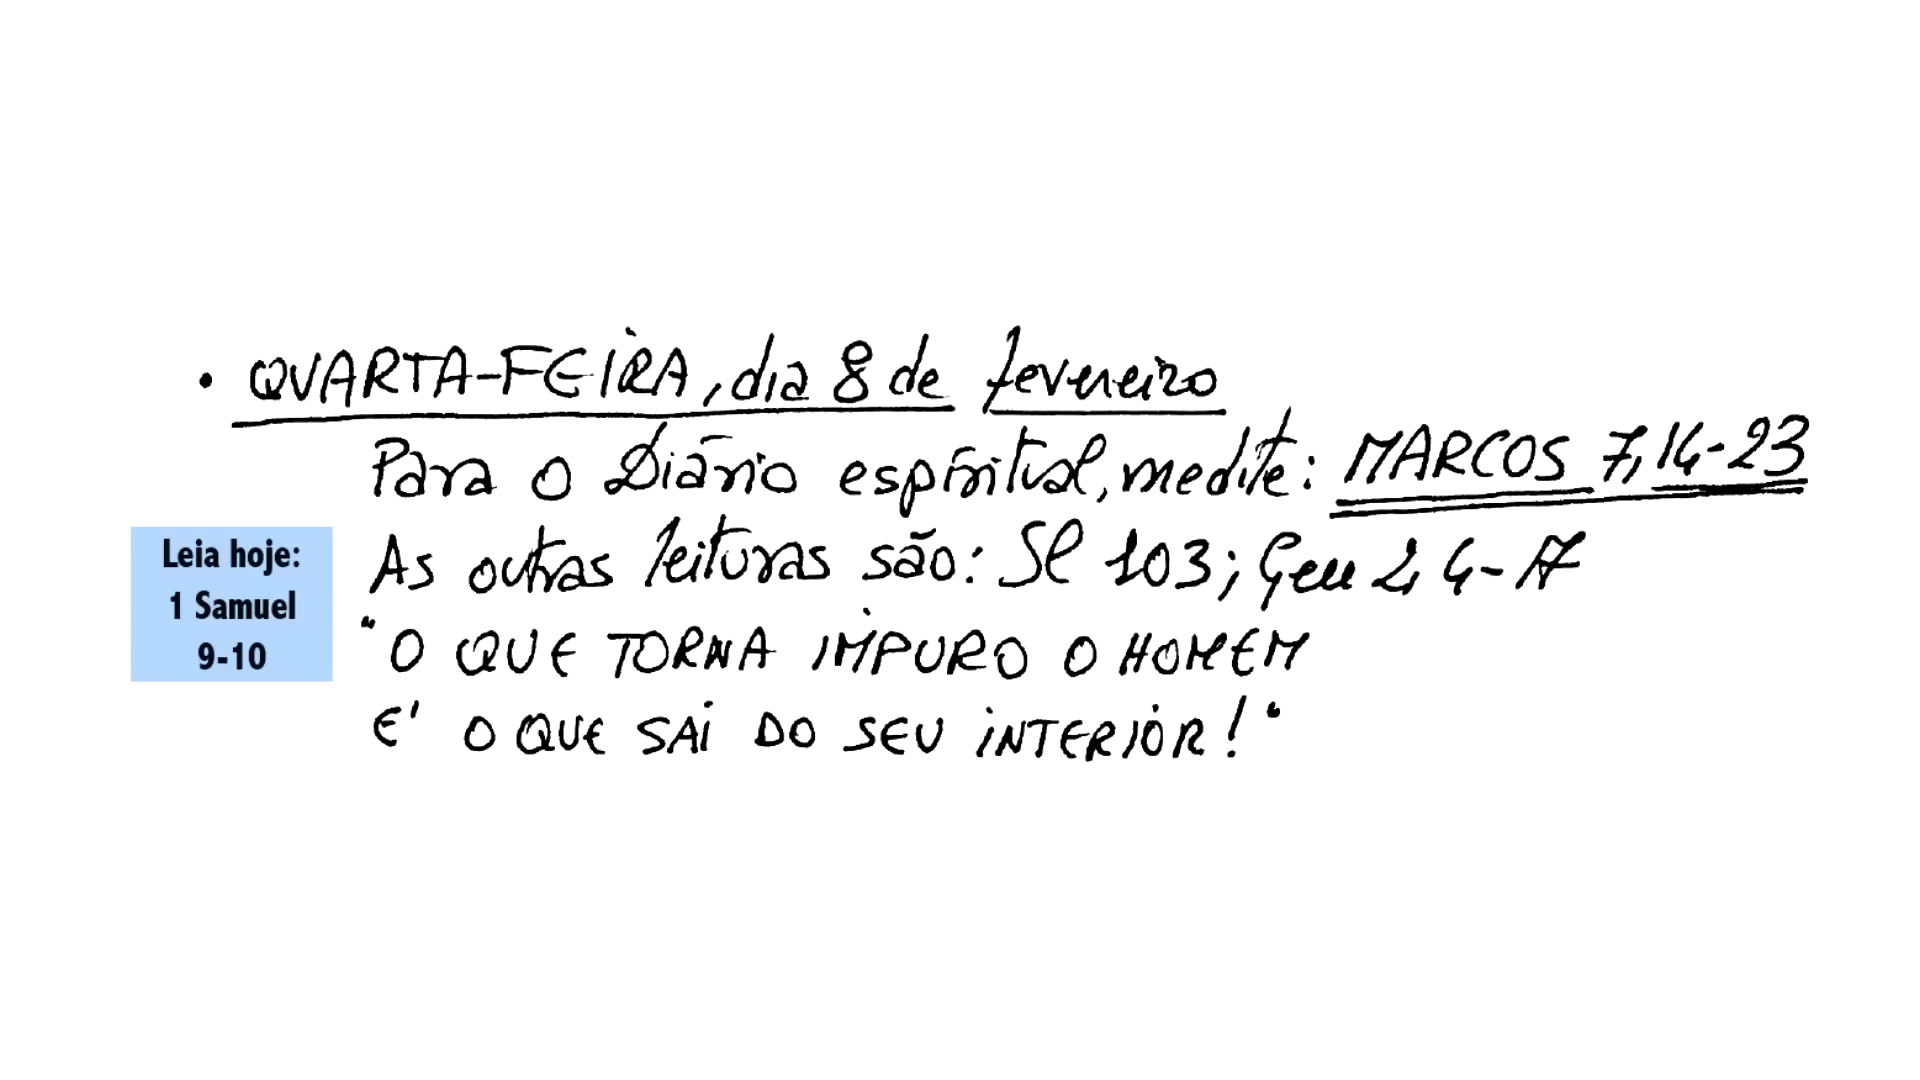 • QUARTA-FEIRA, dia 8 de fevereiro
Para o Diário espiritual, medite: MARCOS 7, 14-23
As outras leituras são: Sl 103; Gen 2, 4-17
"O QUE TORNA IMPURO O HOMEM
E' O QUE SAI DO SEU INTERIOR!"
Leia hoje:
1 Samuel
9-10